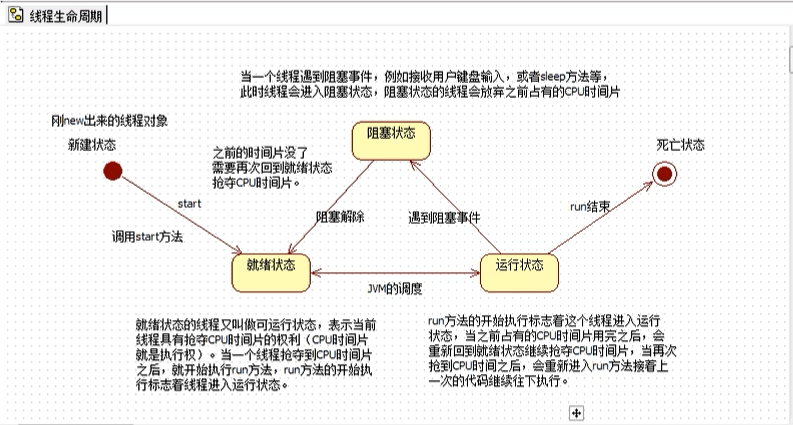 线程生命周期
当一个线程遇到阻塞事件，例如接收用户键盘输入，或者sleep方法等，
此时线程会进入阻塞状态，阻塞状态的线程会放弃之前占有的CPU时间片
刚new出来的线程对象
新建状态
阻塞状态
死亡状态
之前的时间片没了
需要再次回到就绪状态
抢夺CPU时间片。
start
调用start方法
阻塞解除
遇到阻塞事件
run结束
就绪状态
运行状态
JVM的调度
就绪状态的线程又叫做可运行状态，表示当前
线程具有抢夺CPU时间片的权利（CPU时间片
就是执行权）。当一个线程抢夺到CPU时间片
之后，就开始执行run方法，run方法的开始执
行标志着线程进入运行状态。
run方法的开始执行标志着这个线程进入运行
状态，当之前占有的CPU时间片用完之后，会
重新回到就绪状态继续抢夺CPU时间片，当再次
抢到CPU时间之后，会重新进入run方法接着上
一次的代码继续往下执行。